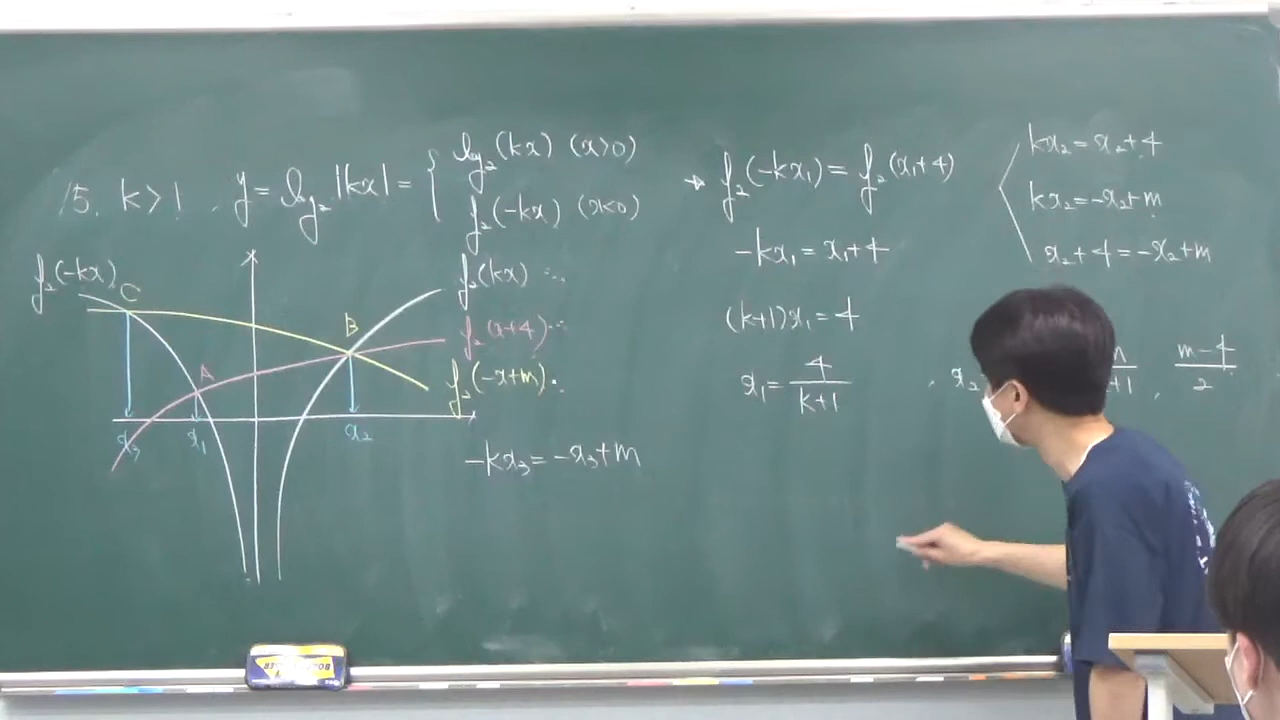 15. k>1. y=log₂|kx|={ log₂(kx) (x>0)
log₂(-kx) (x<0)
log₂(-kx)
C
B
A
x₃ x₁ x₂
log₂(kx) ...
log₂(x+4)...
log₂(-x+m)..
-kx₃=-x₃+m
→ log₂(-kx₁)=log₂(x₁+4)
-kx₁=x₁+4
(k+1)x₁=4
x₁=4/(k+1)
kx₂=x₂+4
kx₂=-x₂+m
x₂+4=-x₂+m
, x₂
, (m-4)/2